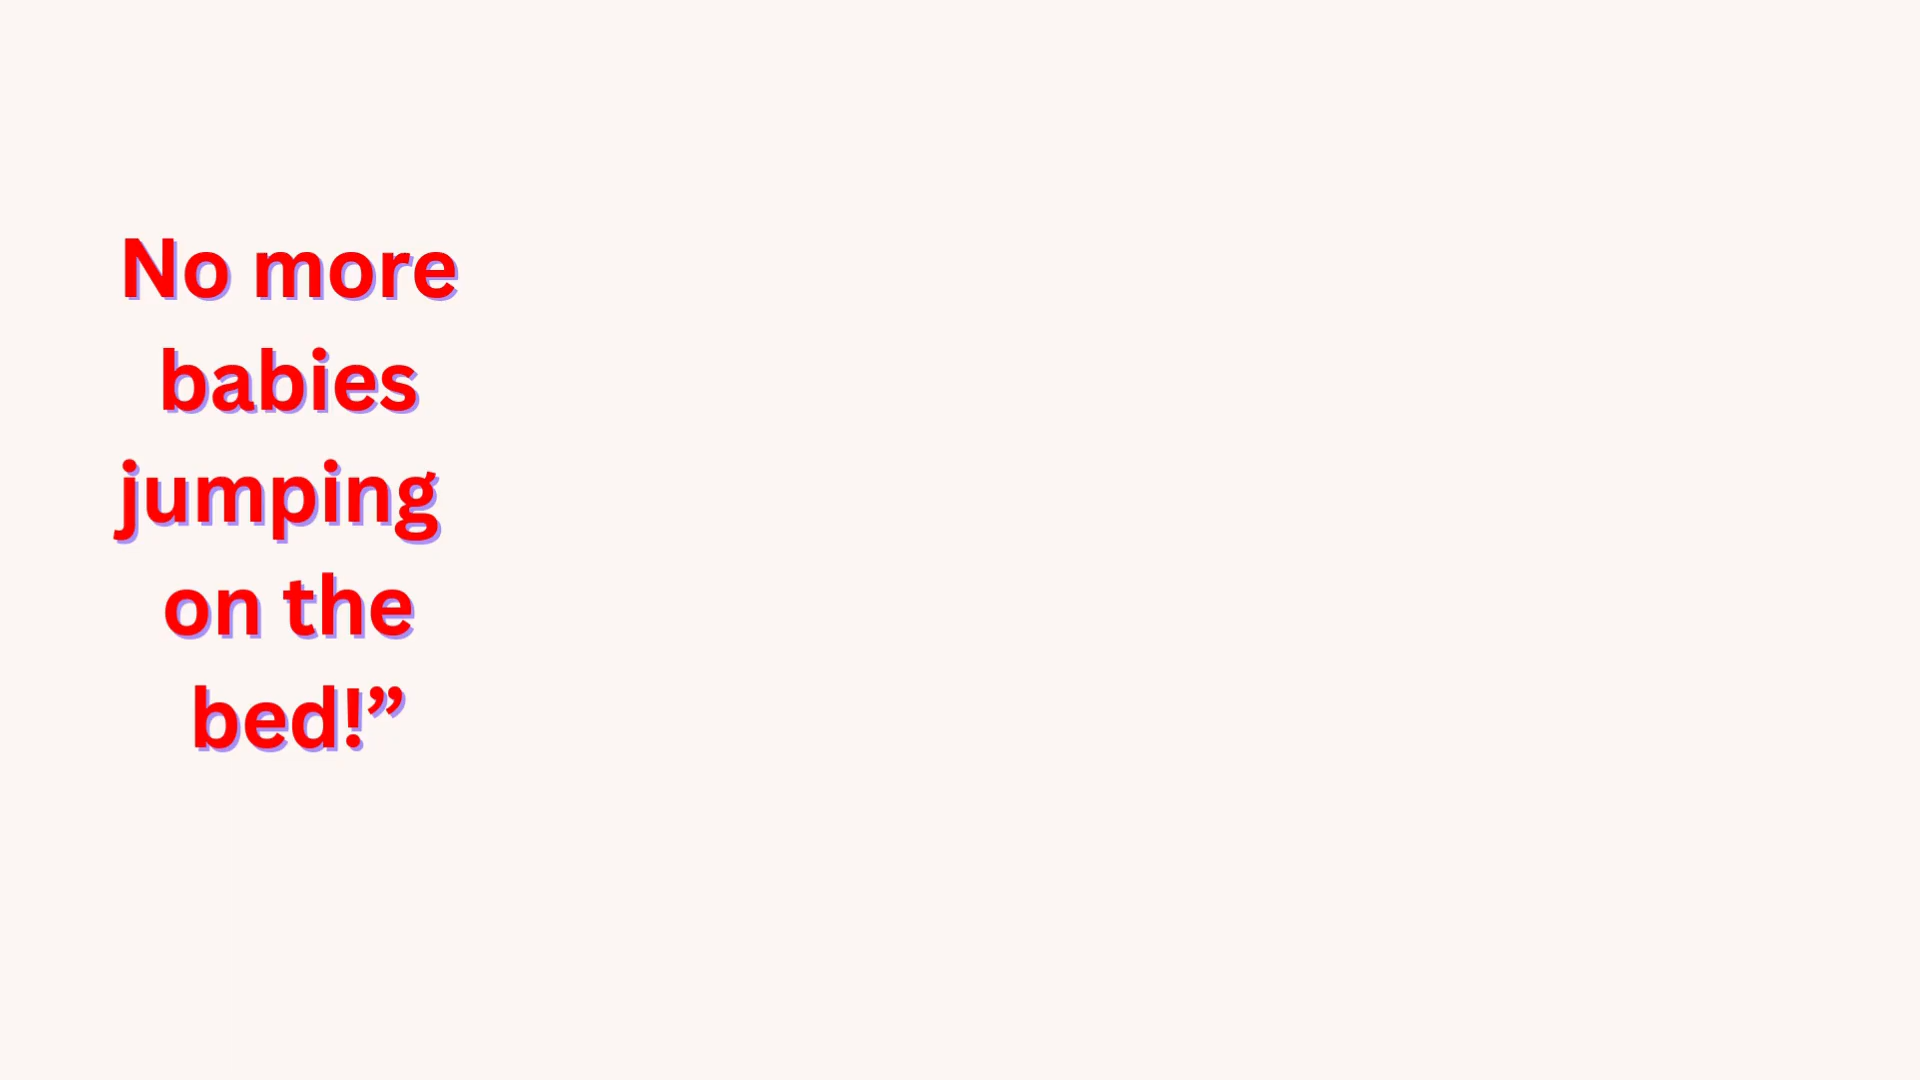 No more
babies
jumping
on the
bed!”